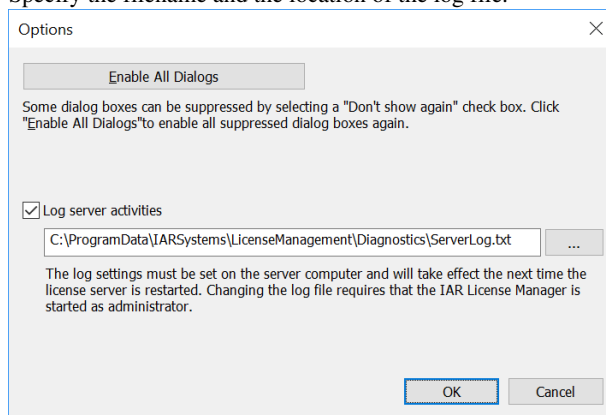 Specify the filename and the location of the log file.
Options
Enable All Dialogs
Some dialog boxes can be suppressed by selecting a "Don't show again" check box. Click
"Enable All Dialogs"to enable all suppressed dialog boxes again.
Log server activities
C:\ProgramData\IARSystems\LicenseManagement\Diagnostics\ServerLog.txt
...
The log settings must be set on the server computer and will take effect the next time the
license server is restarted. Changing the log file requires that the IAR License Manager is
started as administrator.
OK
Cancel